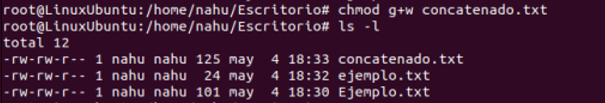 root@LinuxUbuntu:/home/nahu/Escritorio# chmod g+w concatenado.txt
root@LinuxUbuntu:/home/nahu/Escritorio# ls -l
total 12
-rw-rw-r-- 1 nahu nahu 125 may  4 18:33 concatenado.txt
-rw-rw-r-- 1 nahu nahu  24 may  4 18:32 ejemplo.txt
-rw-rw-r-- 1 nahu nahu 101 may  4 18:30 Ejemplo.txt